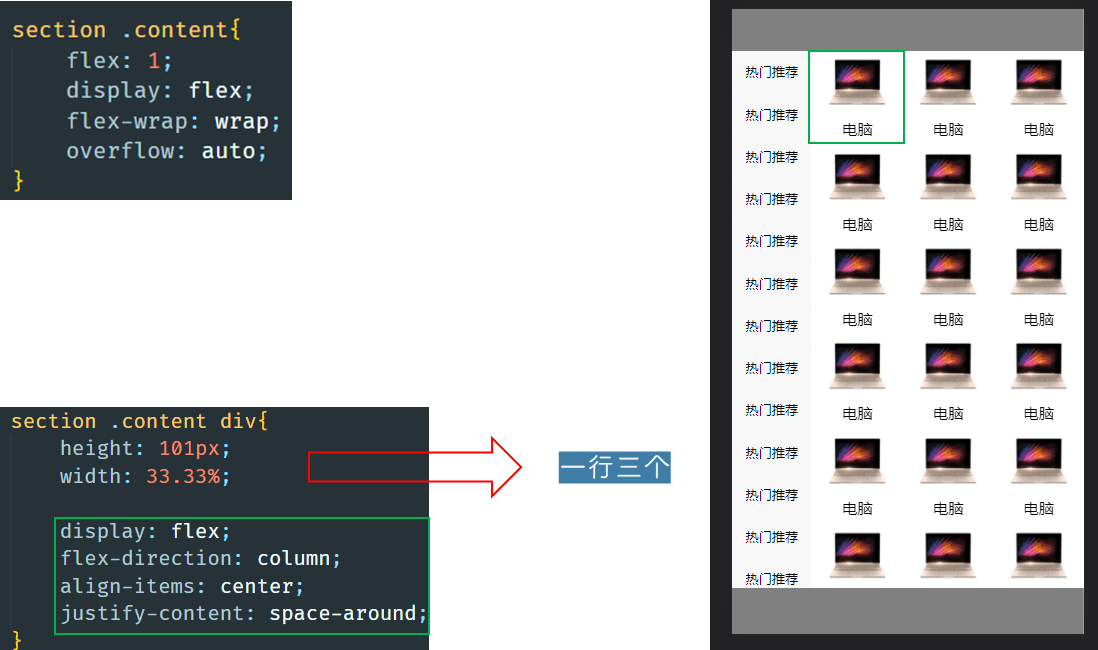 section .content{
flex: 1;
display: flex;
flex-wrap: wrap;
overflow: auto;
}
section .content div{
height: 101px;
width: 33.33%;
display: flex;
flex-direction: column;
align-items: center;
justify-content: space-around;
}
一行三个
热门推荐
热门推荐
热门推荐
热门推荐
热门推荐
热门推荐
热门推荐
热门推荐
热门推荐
热门推荐
热门推荐
热门推荐
热门推荐
电脑 电脑 电脑
电脑 电脑 电脑
电脑 电脑 电脑
电脑 电脑 电脑
电脑 电脑 电脑